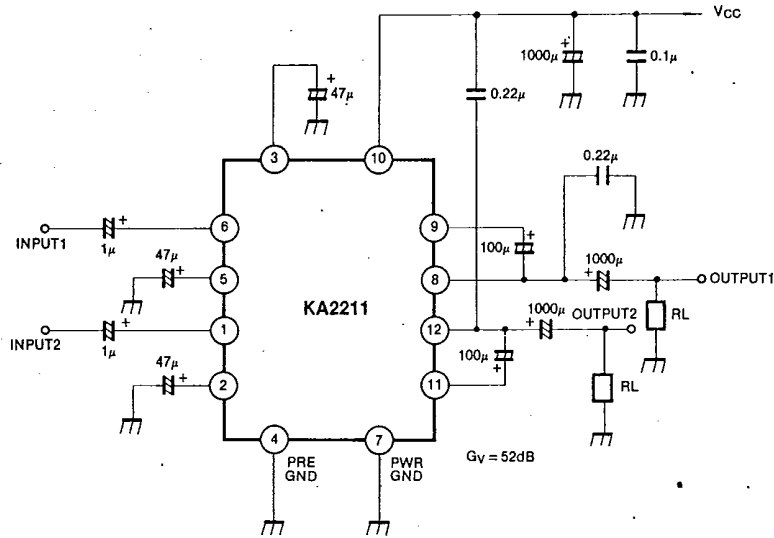 VCC
1000μ
+
0.1μ
+
47μ
0.22μ
3
10
0.22μ
INPUT1
+
1μ
6
9
+
100μ
47μ
+
5
KA2211
8
1000μ
+
OUTPUT1
INPUT2
+
1μ
1
12
1000μ
+
OUTPUT2
RL
47μ
+
2
100μ
+
11
RL
4
7
PRE
GND
PWR
GND
GV = 52dB